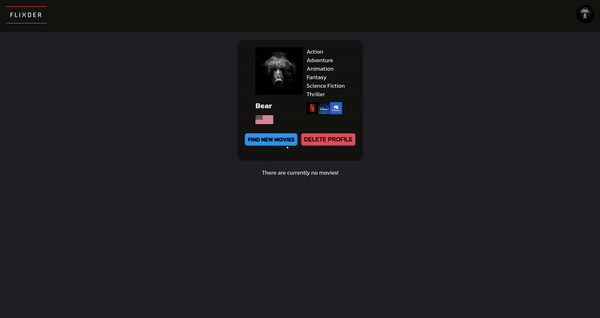 FLIXDER
Action
Adventure
Animation
Fantasy
Science Fiction
Thriller
Bear
FIND NEW MOVIES
DELETE PROFILE
There are currently no movies!